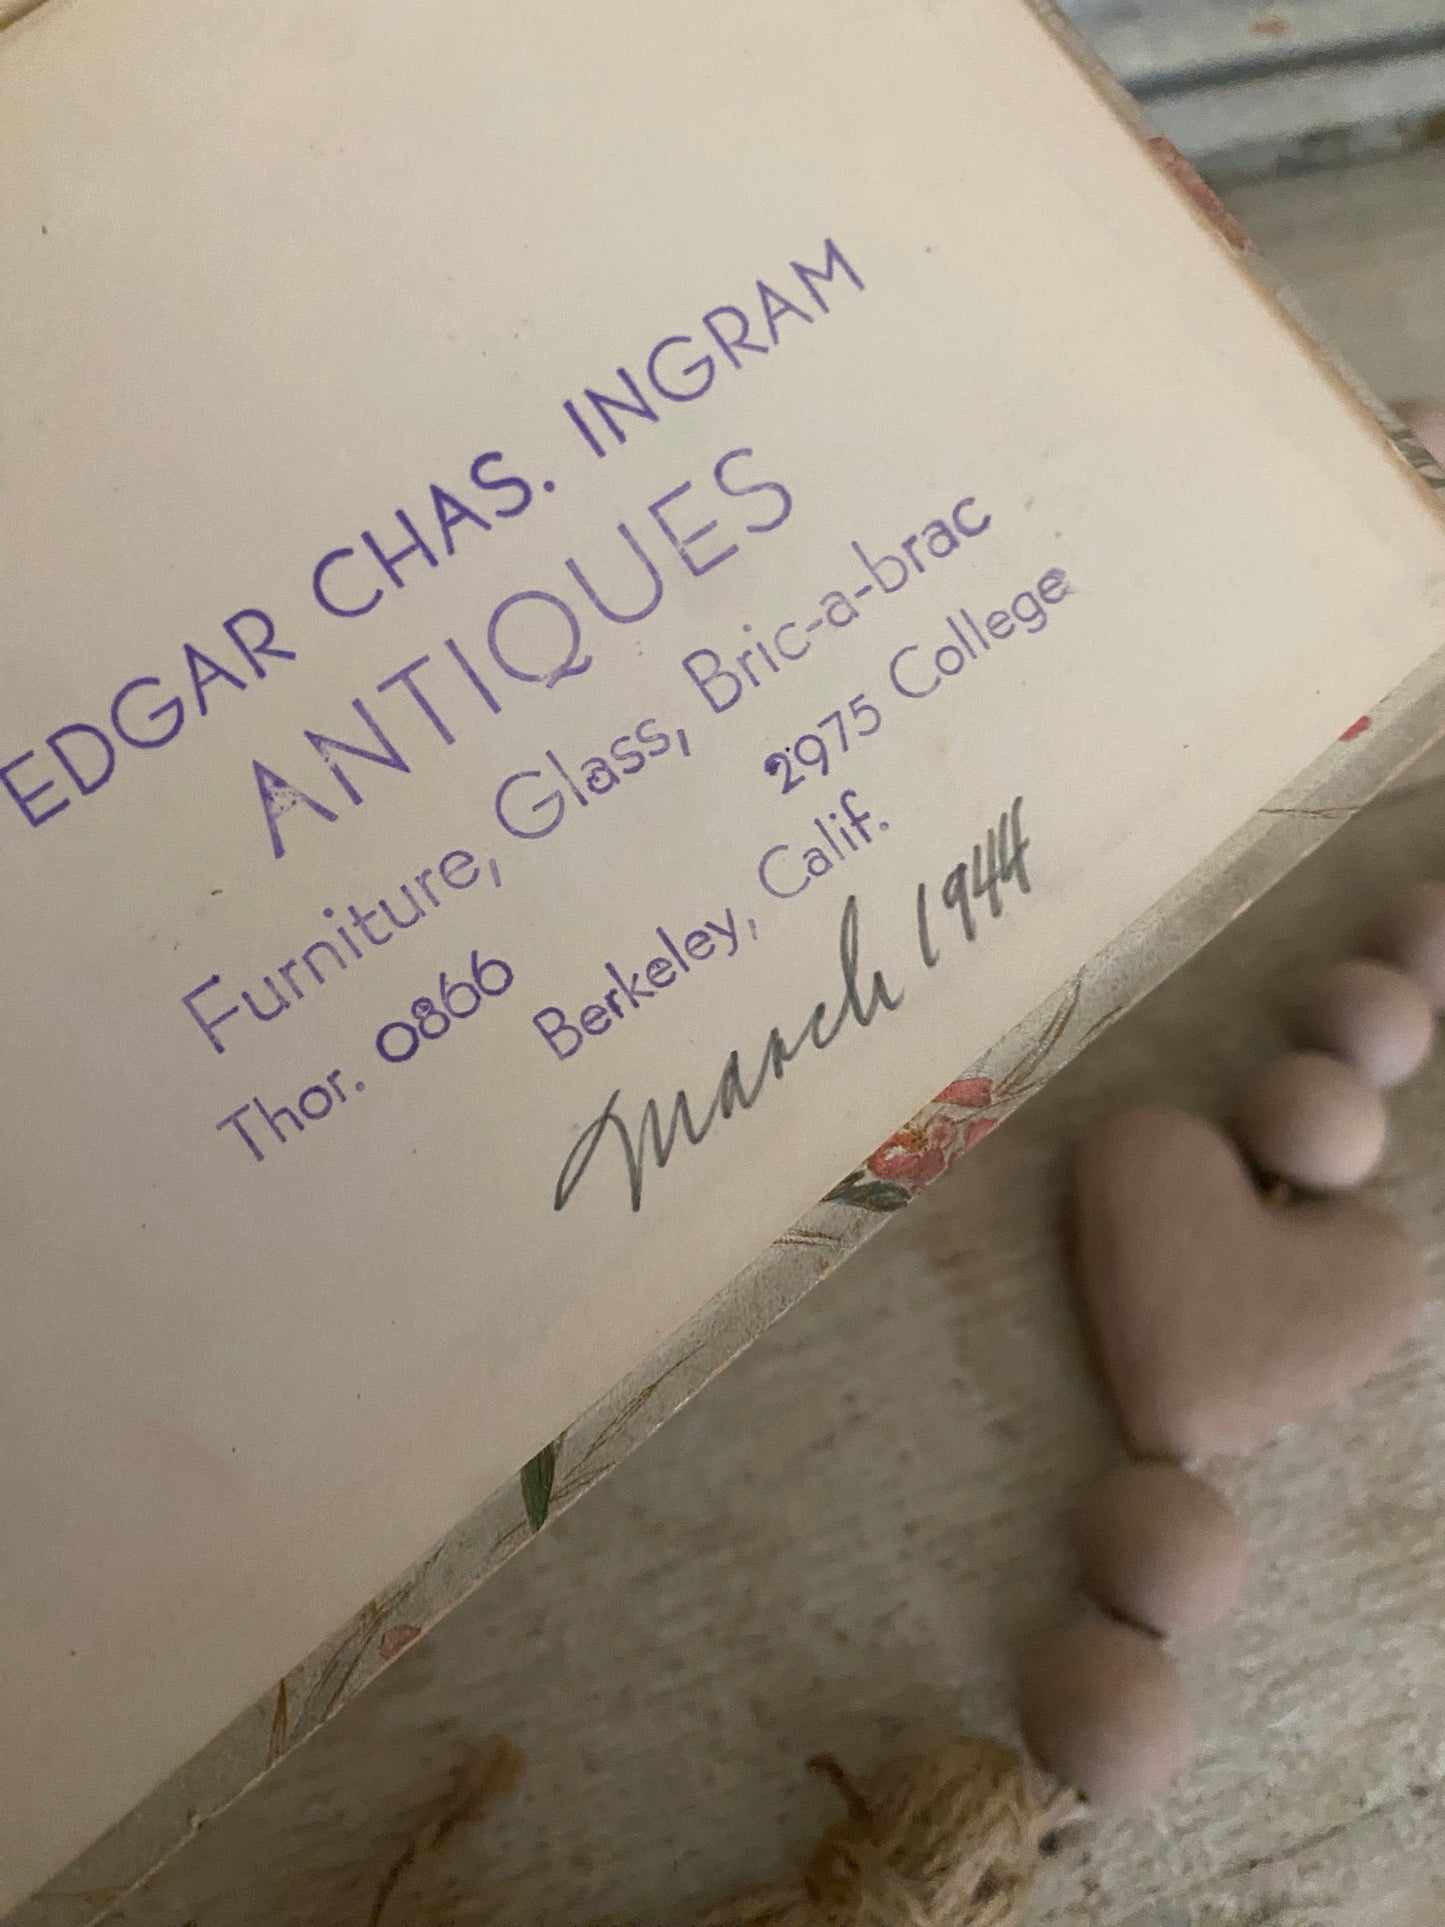 EDGAR CHAS. INGRAM
ANTIQUES
Furniture, Glass, Bric-a-brac
Thor. 0866 2975 College
Berkeley, Calif.
March 1944